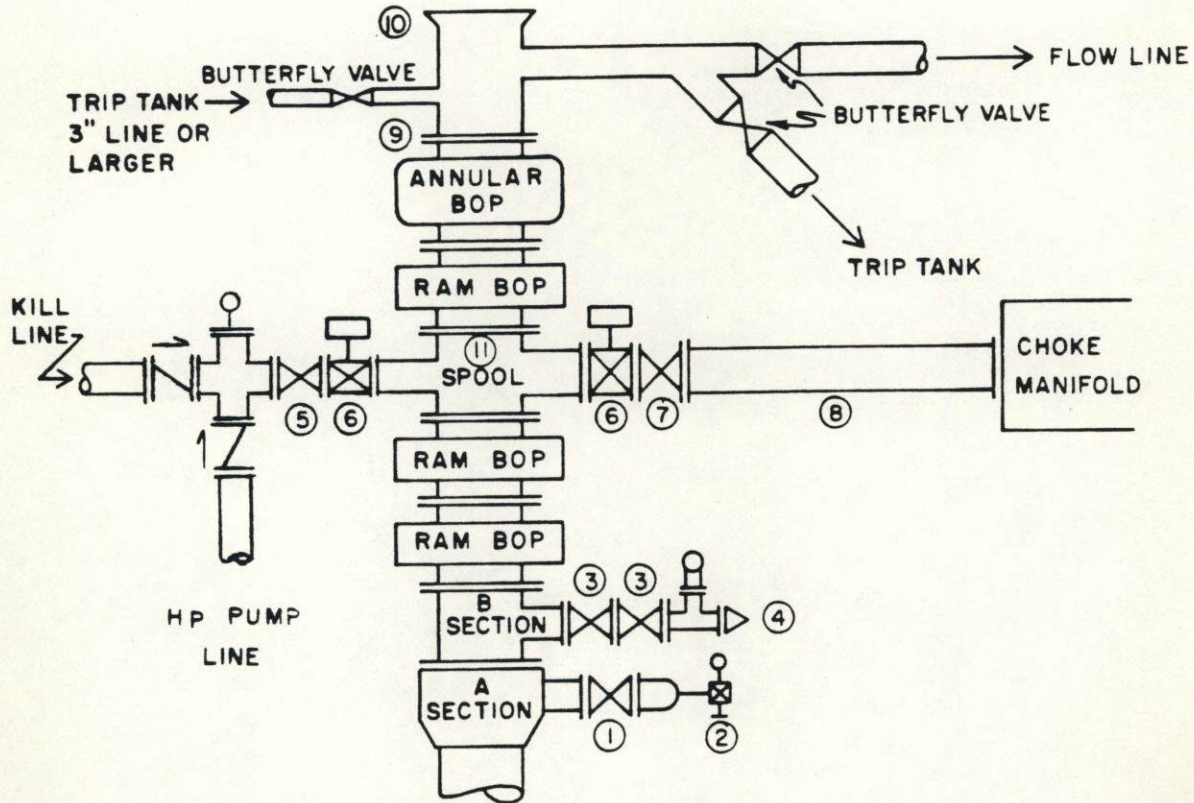 ⑩
BUTTERFLY VALVE
TRIP TANK
3" LINE OR
LARGER
FLOW LINE
BUTTERFLY VALVE
⑨
ANNULAR
BOP
TRIP TANK
RAM BOP
KILL
LINE
⑪
SPOOL
CHOKE
MANIFOLD
⑤
⑥
⑥
⑦
⑧
RAM BOP
RAM BOP
HP PUMP
LINE
B
SECTION
③
③
④
A
SECTION
①
②